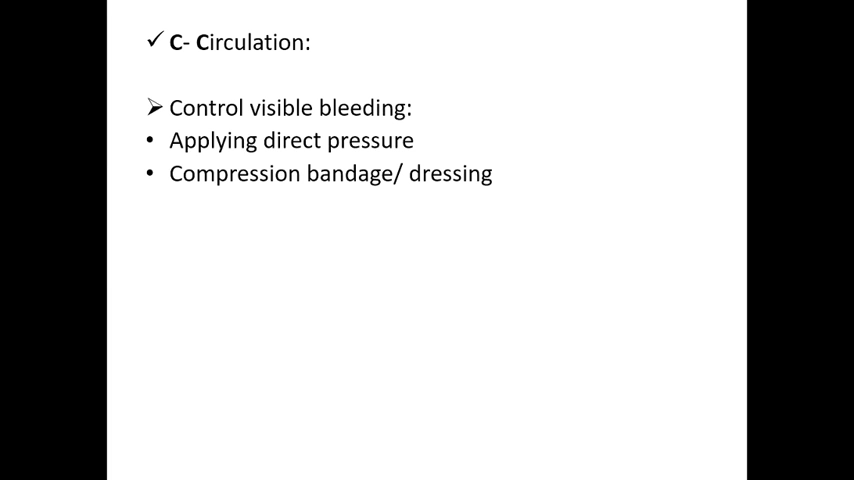 ✓ C- Circulation:
➢ Control visible bleeding:
• Applying direct pressure
• Compression bandage/ dressing